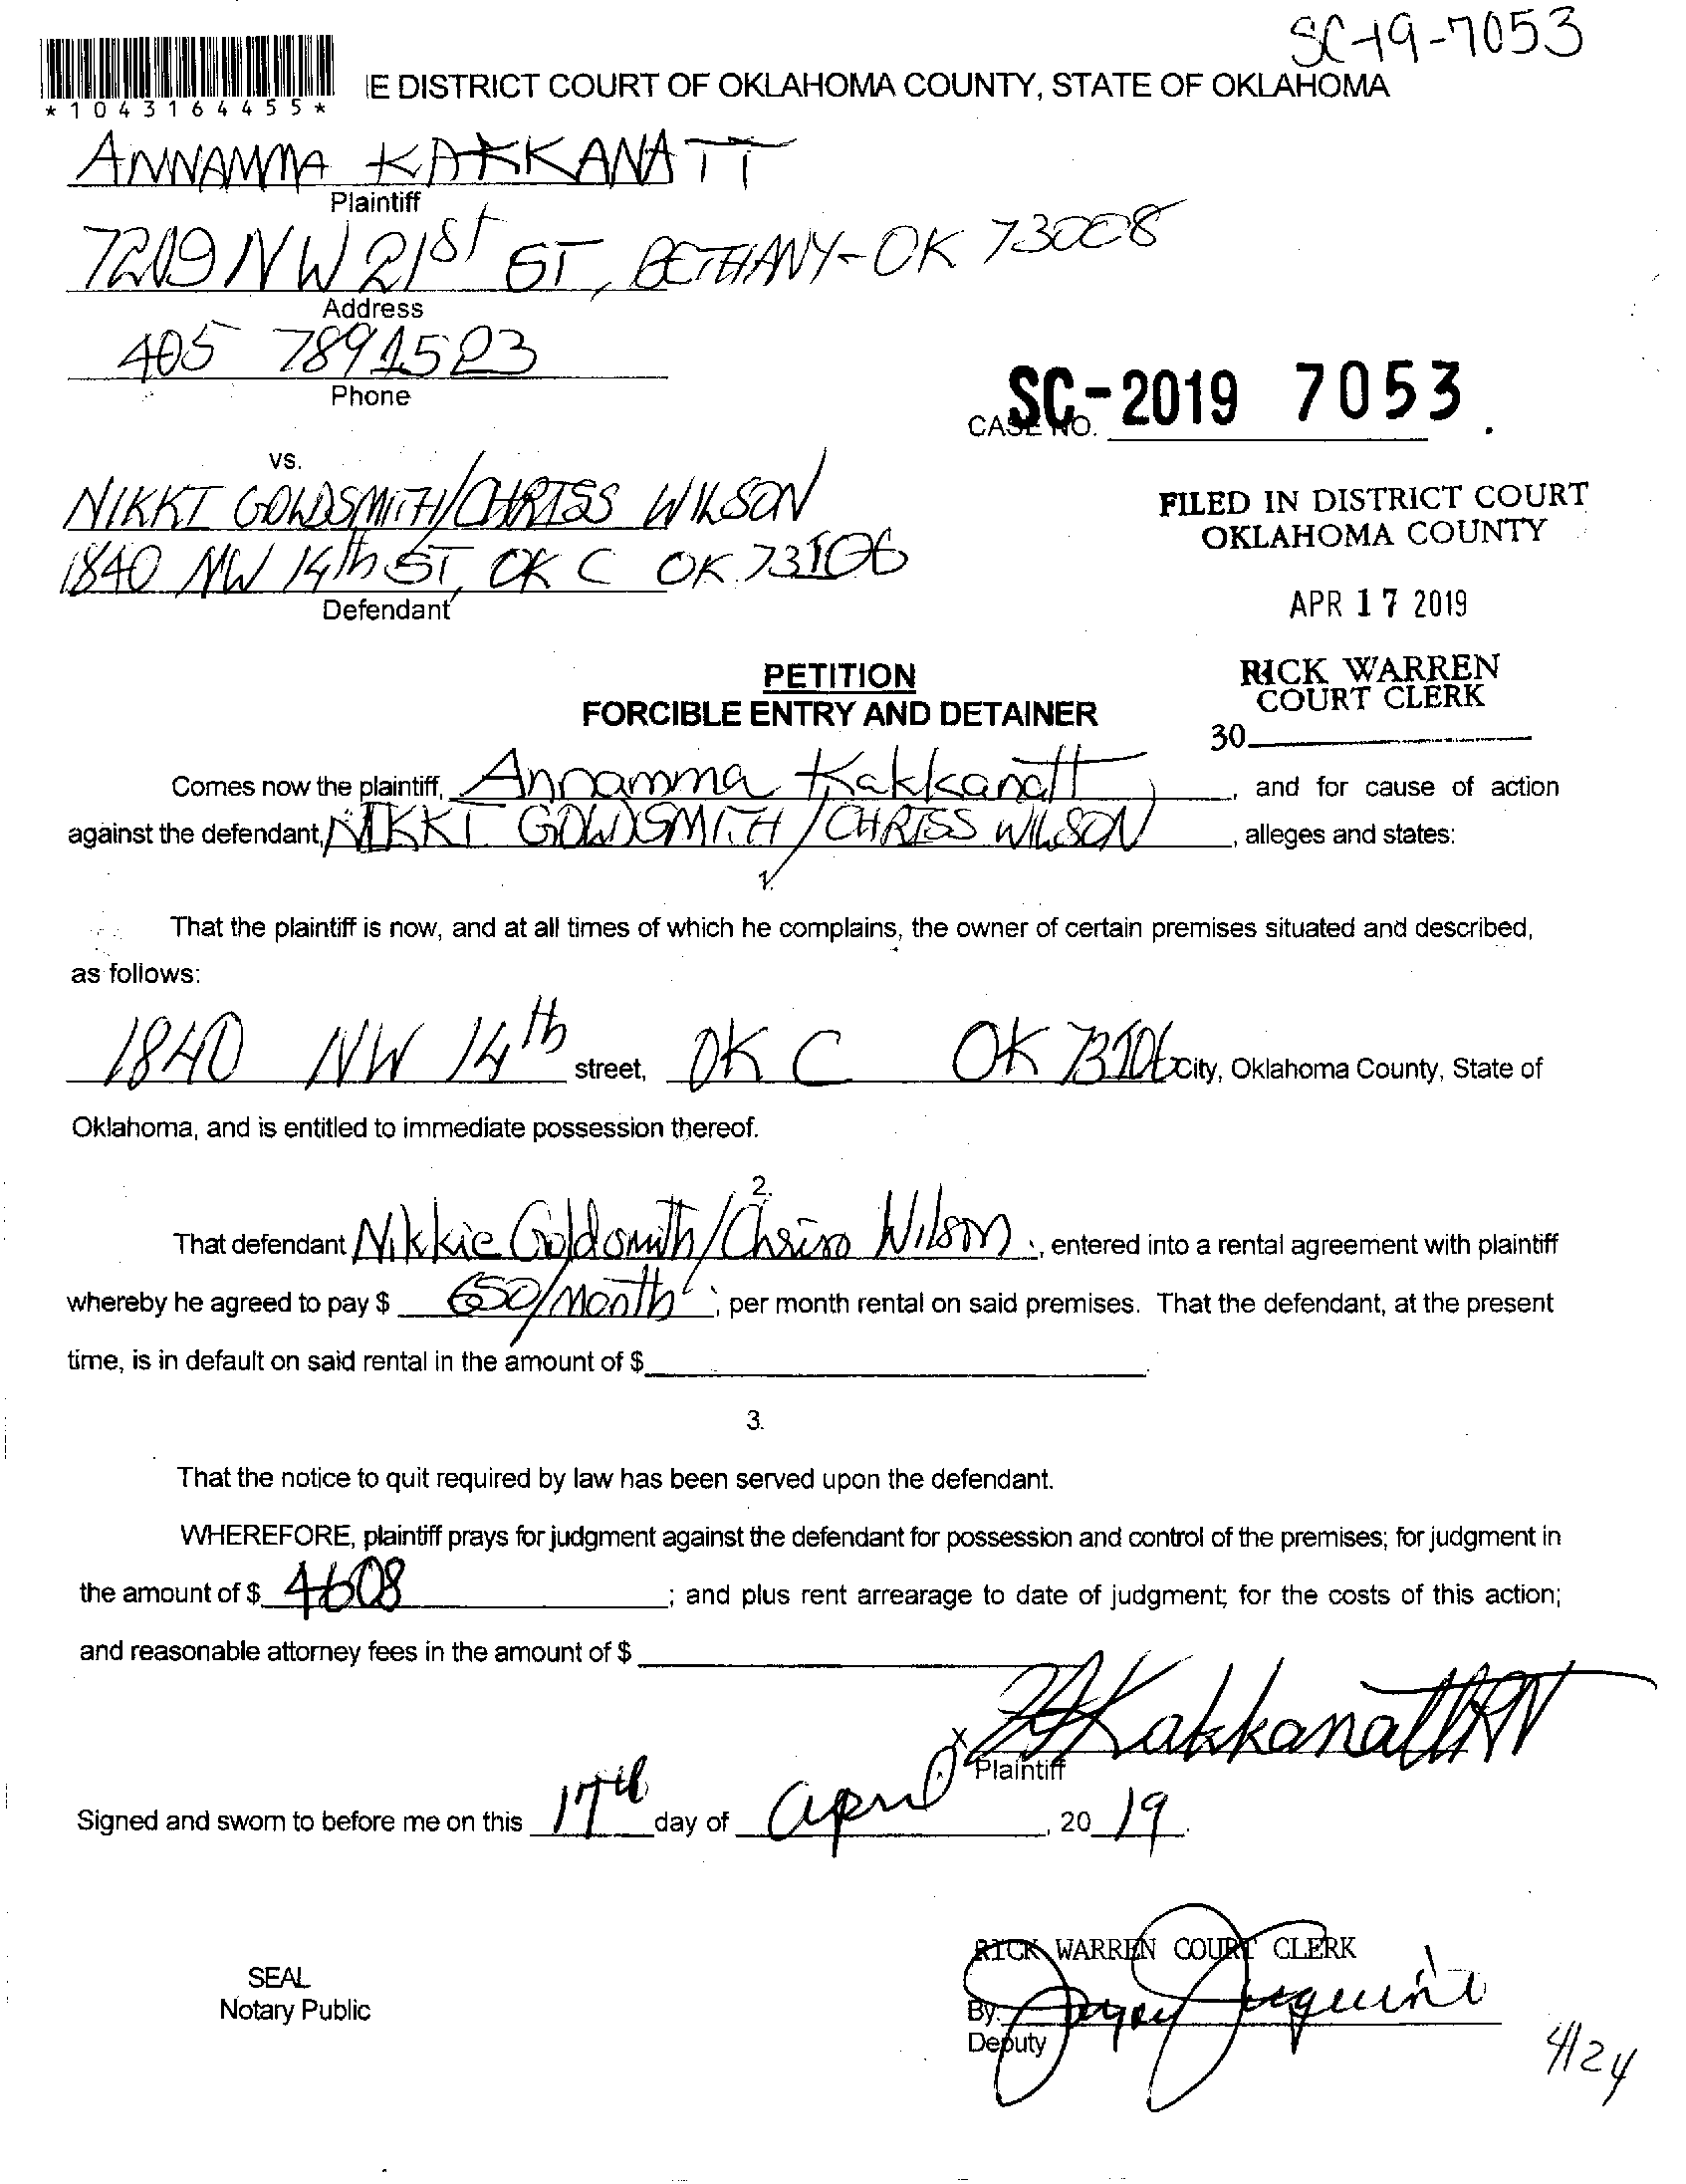 SC-19-7053
*1043164455*
IE DISTRICT COURT OF OKLAHOMA COUNTY, STATE OF OKLAHOMA
ANNAMMA KAKKANATT
Plaintiff
7209 NW 21st ST, BETHANY-OK 73008
Address
405 7891523
Phone
CASE NO. SC-2019 7053.
vs.
NIKKI GOLDSMITH/CHRISS WILSON
1840 NW 14th ST, OK C OK 73106
Defendant
FILED IN DISTRICT COURT
OKLAHOMA COUNTY
APR 17 2019
RICK WARREN
COURT CLERK
30
PETITION
FORCIBLE ENTRY AND DETAINER
Comes now the plaintiff, Annamma Kakkanatt, and for cause of action
against the defendant, NIKKI GOLDSMITH/CHRISS WILSON, alleges and states:
1.
That the plaintiff is now, and at all times of which he complains, the owner of certain premises situated and described,
as follows:
1840 NW 14th street, OK C OK 73106 City, Oklahoma County, State of
Oklahoma, and is entitled to immediate possession thereof.
2.
That defendant Nikkie Goldsmith/Chriss Wilson, entered into a rental agreement with plaintiff
whereby he agreed to pay $ 650/Month; per month rental on said premises. That the defendant, at the present
time, is in default on said rental in the amount of $
3.
That the notice to quit required by law has been served upon the defendant.
WHEREFORE, plaintiff prays for judgment against the defendant for possession and control of the premises; for judgment in
the amount of $ 4608; and plus rent arrearage to date of judgment; for the costs of this action;
and reasonable attorney fees in the amount of $
x Kakkanatt RN
Plaintiff
Signed and sworn to before me on this 17th day of April, 2019.
SEAL
Notary Public
RICK WARREN COURT CLERK
By:
Deputy
4/24